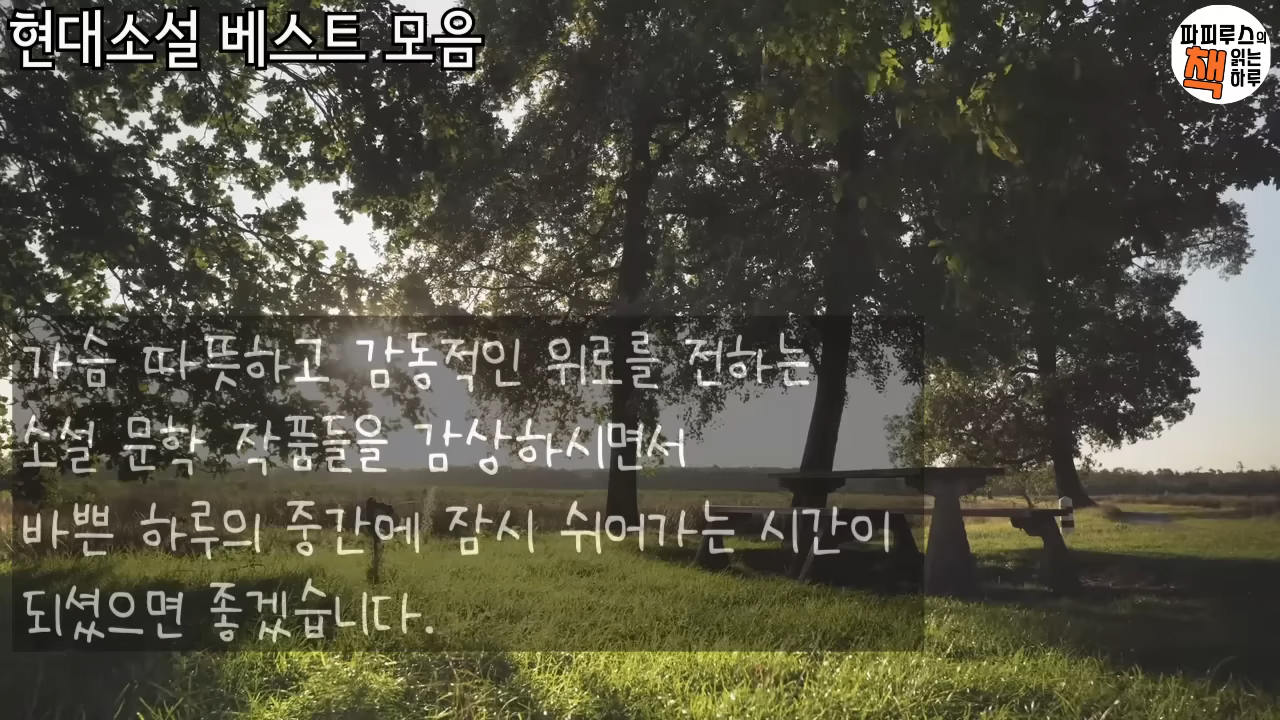 현대소설 베스트 모음
파피루스의
책 읽는
하루
가슴 따뜻하고 감동적인 위로를 전하는
소설 문학 작품들을 감상하시면서
바쁜 하루의 중간에 잠시 쉬어가는 시간이
되셨으면 좋겠습니다.